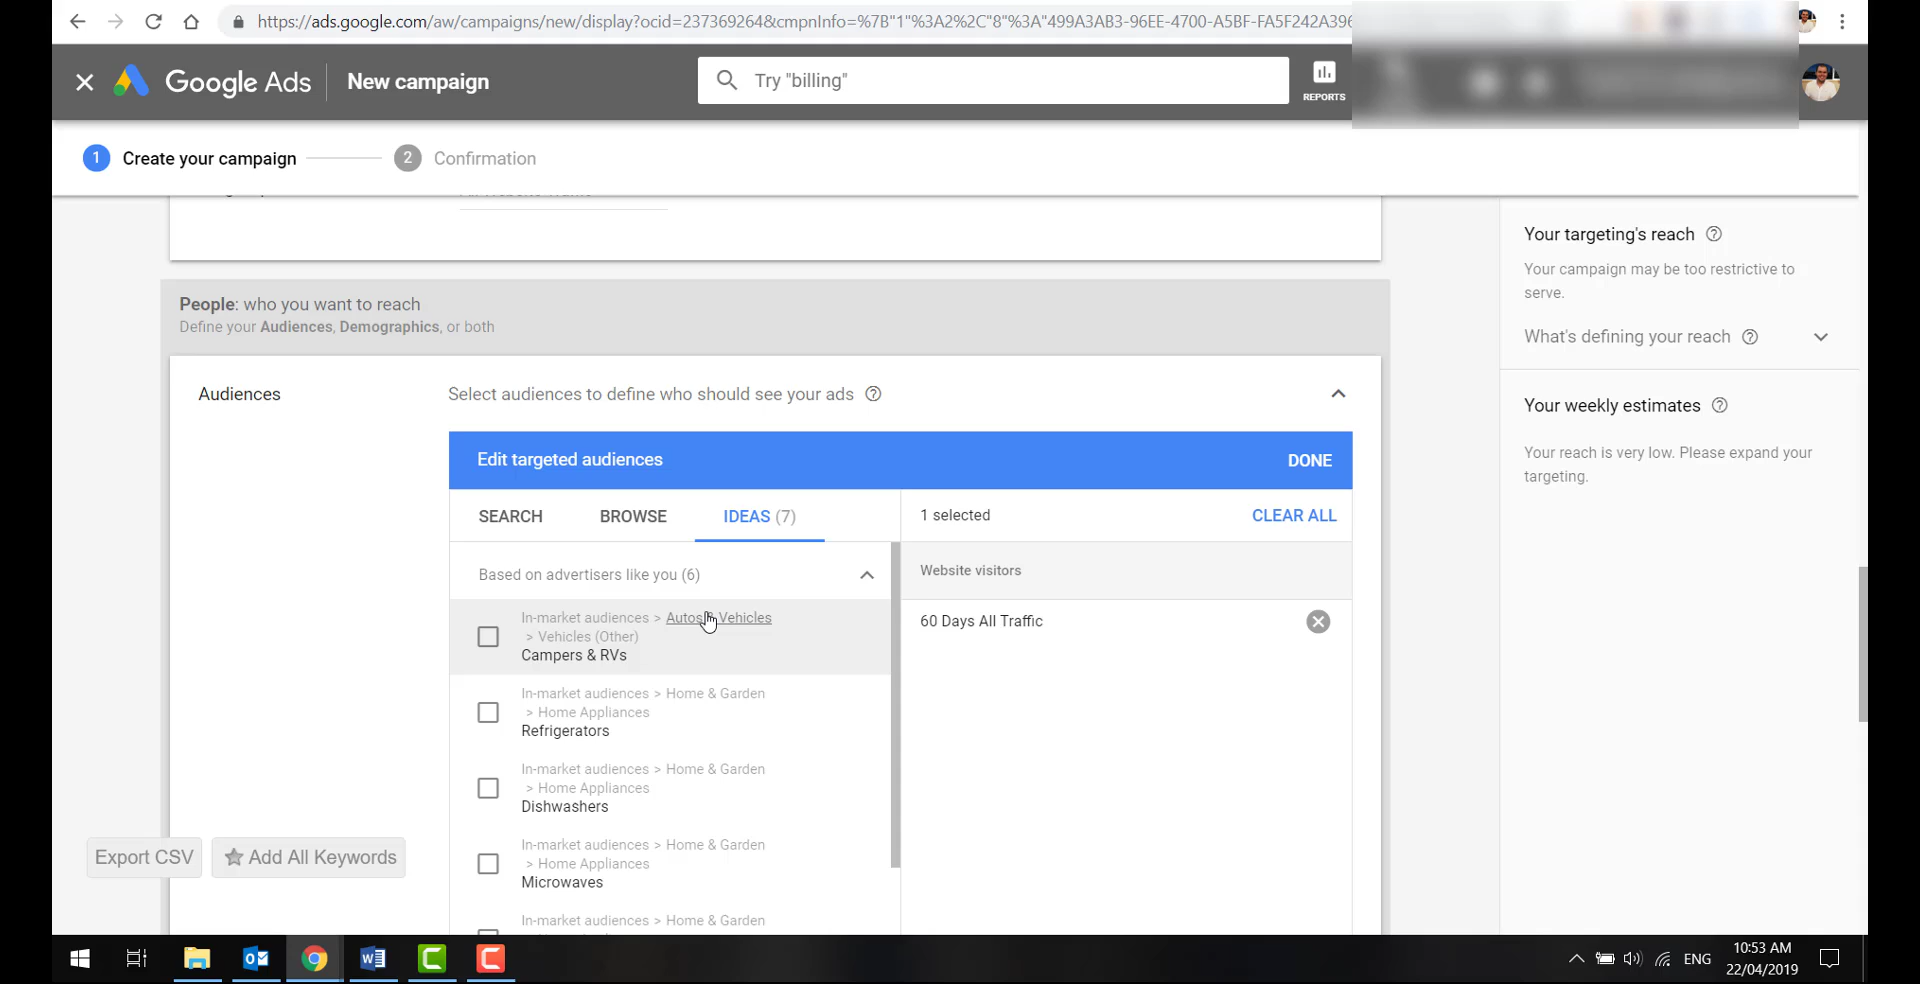 https://ads.google.com/aw/campaigns/new/display?ocid=237369264&cmpnInfo=%7B"1"%3A2%2C"8"%3A"499A3AB3-96EE-4700-A5BF-FA5F242A396
Google Ads
New campaign
Try "billing"
REPORTS
1 Create your campaign
2 Confirmation
Your targeting's reach
Your campaign may be too restrictive to
serve.
What's defining your reach
People: who you want to reach
Define your Audiences, Demographics, or both
Your weekly estimates
Your reach is very low. Please expand your
targeting.
Audiences
Select audiences to define who should see your ads
Edit targeted audiences
DONE
SEARCH
BROWSE
IDEAS (7)
1 selected
CLEAR ALL
Based on advertisers like you (6)
Website visitors
In-market audiences > Autos & Vehicles
> Vehicles (Other)
Campers & RVs
60 Days All Traffic
In-market audiences > Home & Garden
> Home Appliances
Refrigerators
In-market audiences > Home & Garden
> Home Appliances
Dishwashers
In-market audiences > Home & Garden
> Home Appliances
Microwaves
In-market audiences > Home & Garden
Export CSV
Add All Keywords
ENG
10:53 AM
22/04/2019